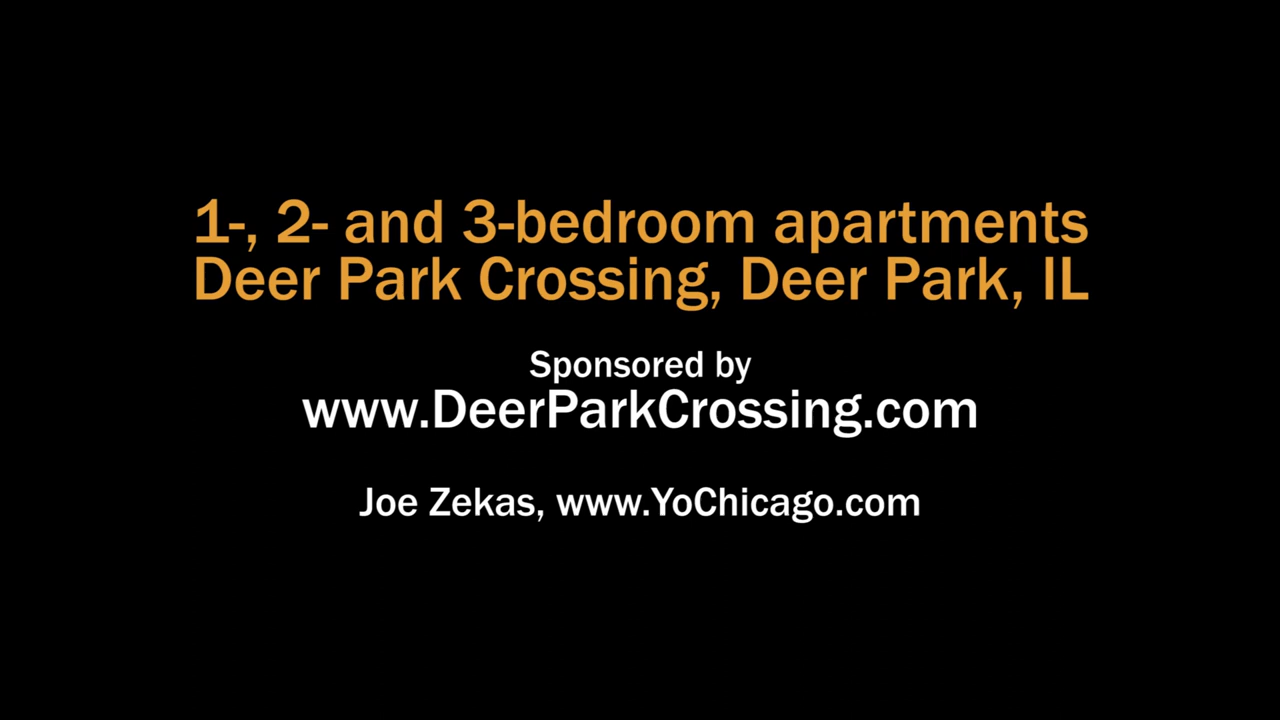 1-, 2- and 3-bedroom apartments
Deer Park Crossing, Deer Park, IL
Sponsored by
www.DeerParkCrossing.com
Joe Zekas, www.YoChicago.com